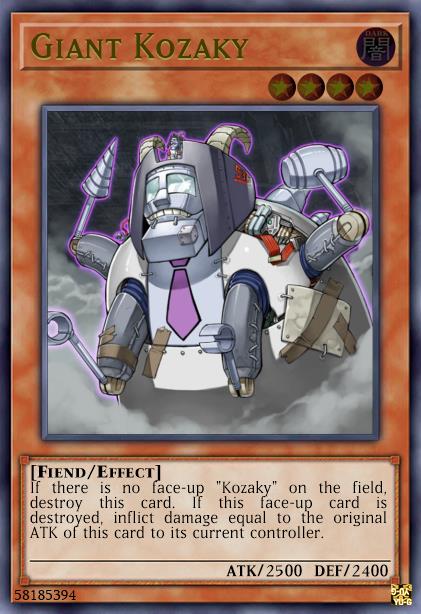 Giant Kozaky
DARK
闇
[Fiend/Effect]
If there is no face-up "Kozaky" on the field,
destroy this card. If this face-up card is
destroyed, inflict damage equal to the original
ATK of this card to its current controller.
ATK/2500 DEF/2400
58185394